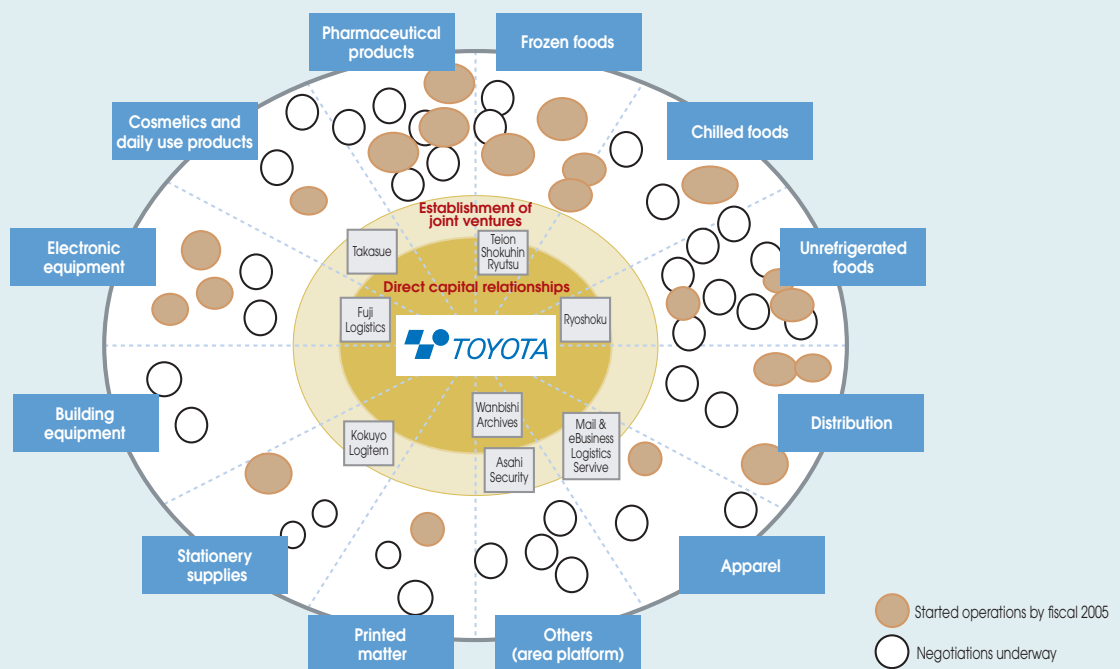 Pharmaceutical
products
Frozen foods
Cosmetics and
daily use products
Chilled foods
Electronic
equipment
Unrefrigerated
foods
Establishment of
joint ventures
Takasue
Teion
Shokuhin
Ryutsu
Direct capital relationships
Fuji
Logistics
Ryoshoku
TOYOTA
Wanbishi
Archives
Kokuyo
Logitem
Asahi
Security
Mail &
eBusiness
Logistics
Servive
Building
equipment
Distribution
Stationery
supplies
Apparel
Printed
matter
Others
(area platform)
Started operations by fiscal 2005
Negotiations underway